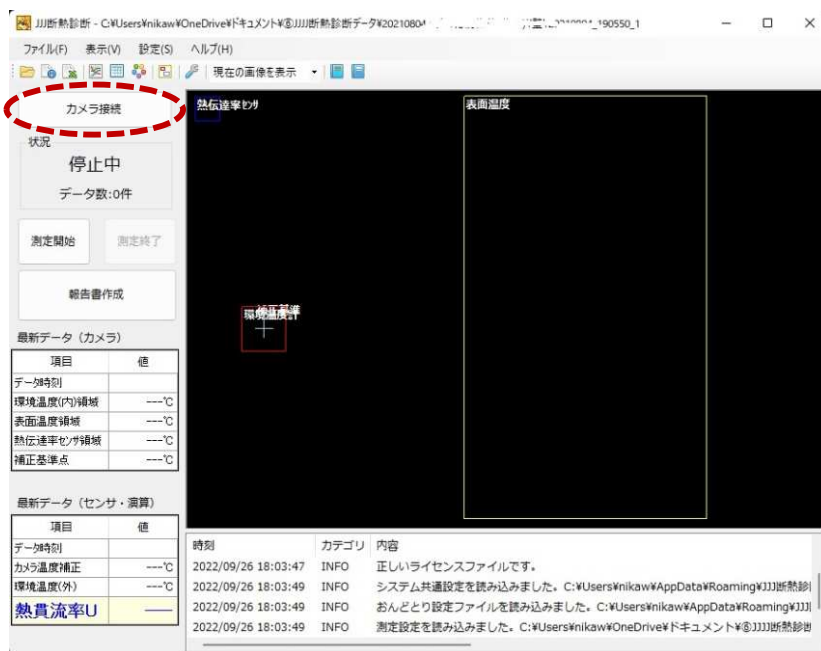 JJJ断熱診断 - C:¥Users¥nikaw¥OneDrive¥ドキュメント¥⑥JJJJ断熱診断データ¥20210804 _190550_1
ファイル(F) 表示(V) 設定(S) ヘルプ(H)
現在の画像を表示
カメラ接続
状況
停止中
データ数:0件
測定開始 測定終了
報告書作成
最新データ（カメラ）
項目 値
データ時刻
環境温度(内)領域 ---℃
表面温度領域 ---℃
熱伝達率センサ領域 ---℃
補正基準点 ---℃
最新データ（センサ・演算）
項目 値
データ時刻
カメラ温度補正 ---℃
環境温度(外) ---℃
熱貫流率U ---
熱伝達率センサ
表面温度
環境温度計
時刻 カテゴリ 内容
2022/09/26 18:03:47 INFO 正しいライセンスファイルです。
2022/09/26 18:03:49 INFO システム共通設定を読み込みました。C:¥Users¥nikaw¥AppData¥Roaming¥JJJ断熱診
2022/09/26 18:03:49 INFO おんどとり設定ファイルを読み込みました。C:¥Users¥nikaw¥AppData¥Roaming¥JJJ
2022/09/26 18:03:49 INFO 測定設定を読み込みました。C:¥Users¥nikaw¥OneDrive¥ドキュメント¥⑥JJJJ断熱診